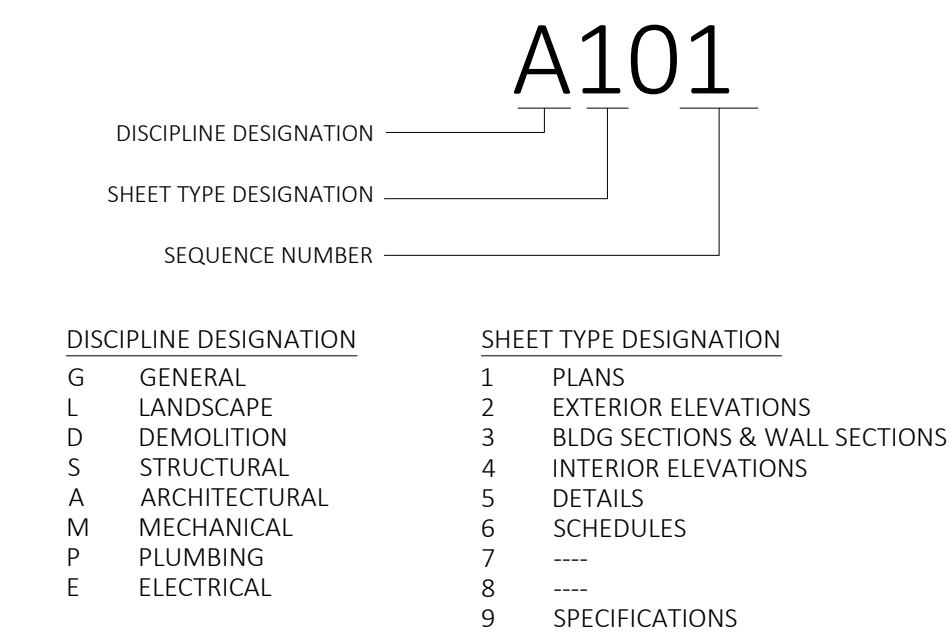 A101
DISCIPLINE DESIGNATION
SHEET TYPE DESIGNATION
SEQUENCE NUMBER
DISCIPLINE DESIGNATION
G GENERAL
L LANDSCAPE
D DEMOLITION
S STRUCTURAL
A ARCHITECTURAL
M MECHANICAL
P PLUMBING
E ELECTRICAL
SHEET TYPE DESIGNATION
1 PLANS
2 EXTERIOR ELEVATIONS
3 BLDG SECTIONS & WALL SECTIONS
4 INTERIOR ELEVATIONS
5 DETAILS
6 SCHEDULES
7 ----
8 ----
9 SPECIFICATIONS